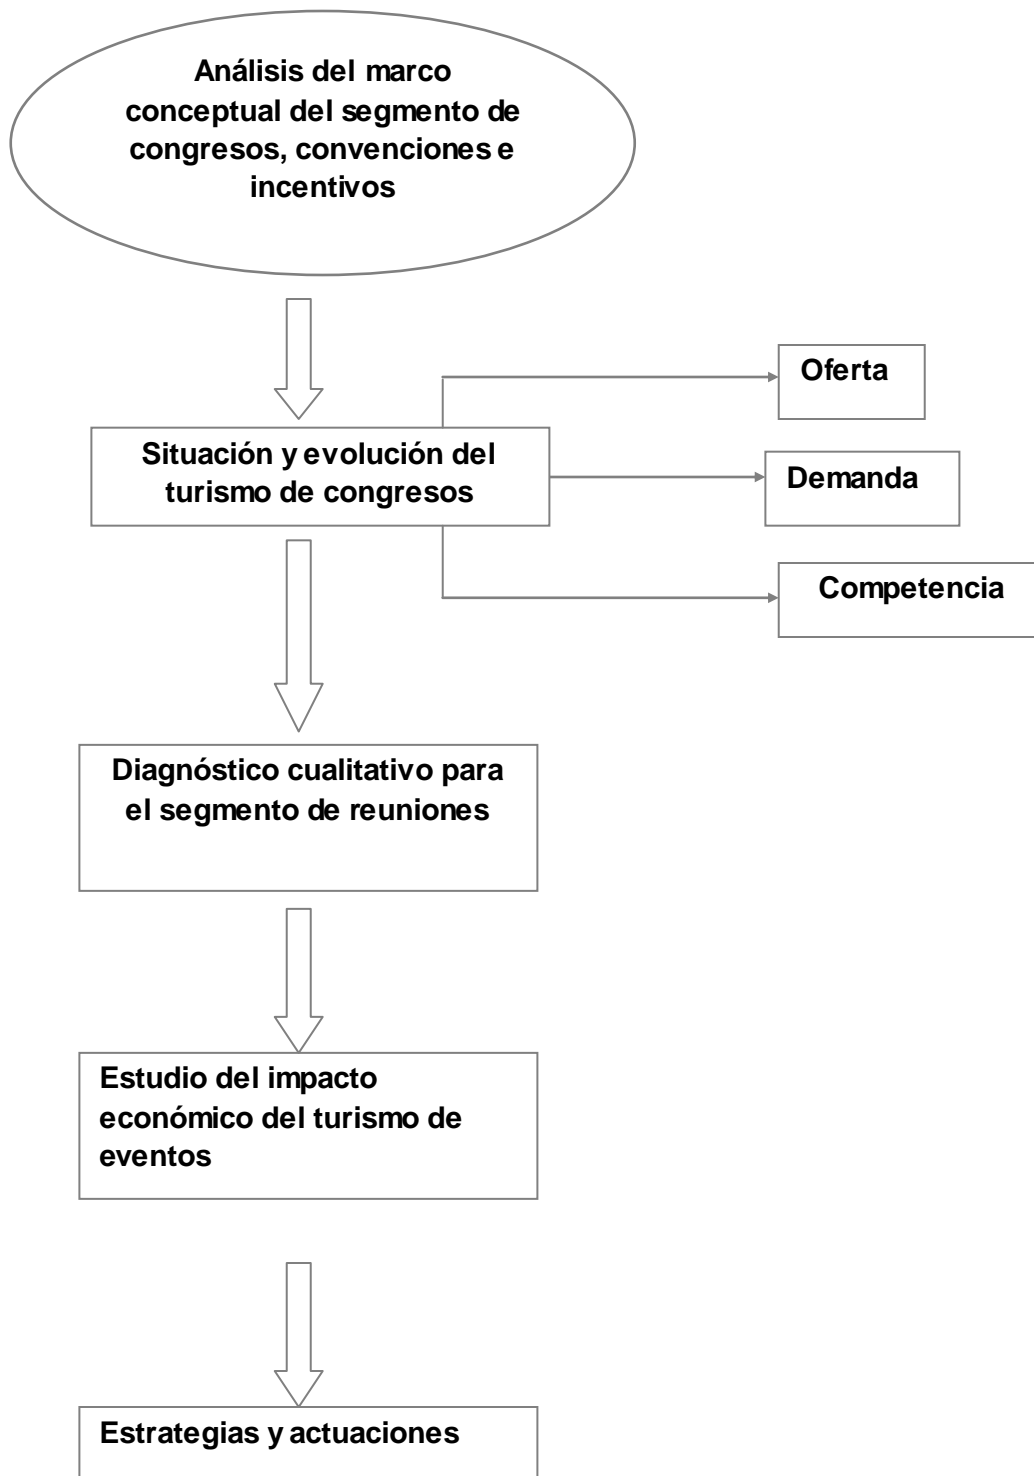 Análisis del marco
conceptual del segmento de
congresos, convenciones e
incentivos
Oferta
Situación y evolución del
turismo de congresos
Demanda
Competencia
Diagnóstico cualitativo para
el segmento de reuniones
Estudio del impacto
económico del turismo de
eventos
Estrategias y actuaciones